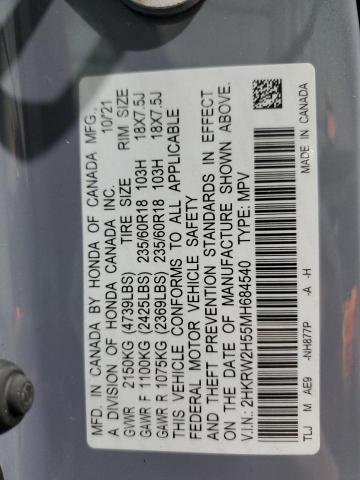 MFD. IN CANADA BY HONDA OF CANADA MFG.,
A DIVISION OF HONDA CANADA INC. 10/21
GVWR 2150KG (4739LBS) TIRE SIZE RIM SIZE
GAWR F 1100KG (2425LBS) 235/60R18 103H 18X7.5J
GAWR R 1075KG (2369LBS) 235/60R18 103H 18X7.5J
THIS VEHICLE CONFORMS TO ALL APPLICABLE
FEDERAL MOTOR VEHICLE SAFETY
AND THEFT PREVENTION STANDARDS IN EFFECT
ON THE DATE OF MANUFACTURE SHOWN ABOVE.
V.I.N.: 2HKRW2H55MH684540 TYPE: MPV
TLJ M AE9 -NH877P -A -H MADE IN CANADA